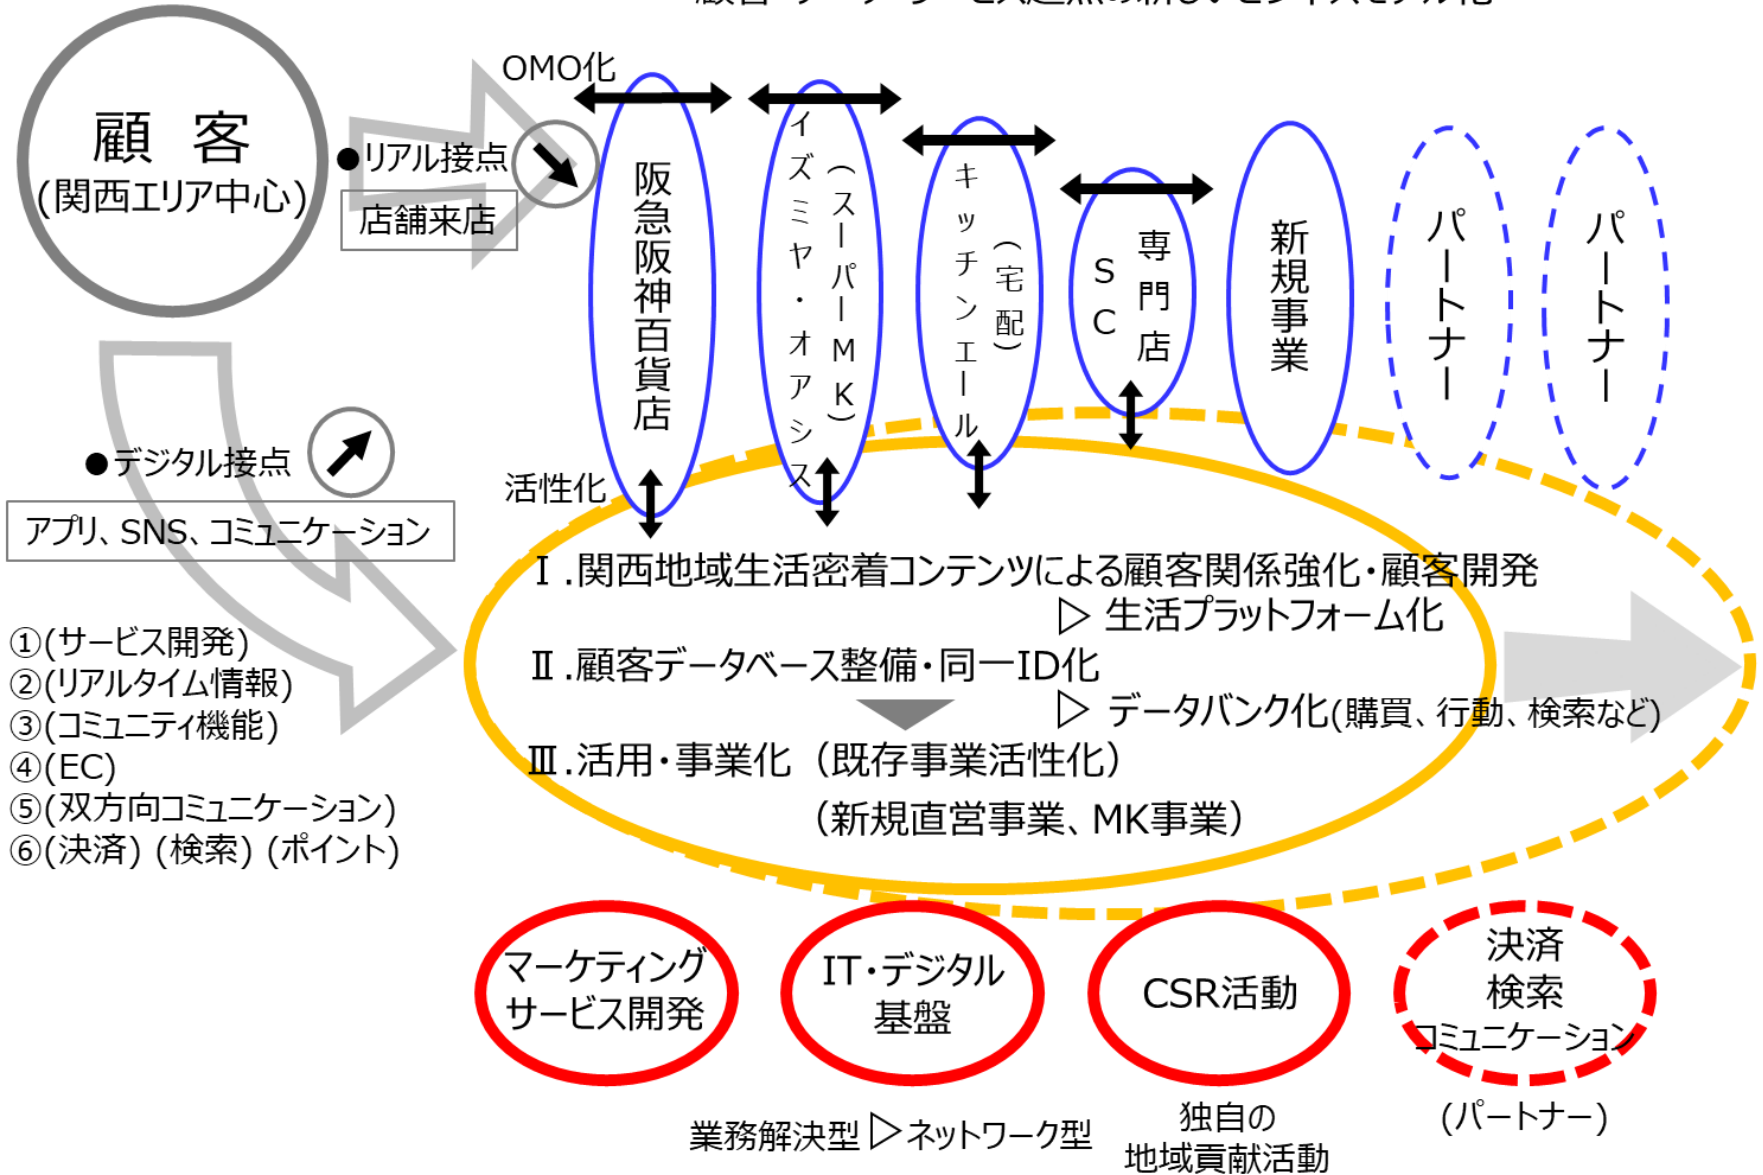 顧 客
(関西エリア中心)
●リアル接点
店舗来店
OMO化
阪急阪神百貨店
イズミヤ・オアシス
(スーパーMK)
キッチンエール
(宅配)
専門店
SC
新規事業
パートナー
パートナー
●デジタル接点
アプリ、SNS、コミュニケーション
①(サービス開発)
②(リアルタイム情報)
③(コミュニティ機能)
④(EC)
⑤(双方向コミュニケーション)
⑥(決済) (検索) (ポイント)
活性化
Ⅰ.関西地域生活密着コンテンツによる顧客関係強化・顧客開発
▷ 生活プラットフォーム化
Ⅱ.顧客データベース整備・同一ID化
▷ データバンク化(購買、行動、検索など)
Ⅲ.活用・事業化（既存事業活性化）
（新規直営事業、MK事業）
マーケティング
サービス開発
IT・デジタル
基盤
CSR活動
決済
検索
コミュニケーション
業務解決型▷ネットワーク型
独自の
地域貢献活動
(パートナー)